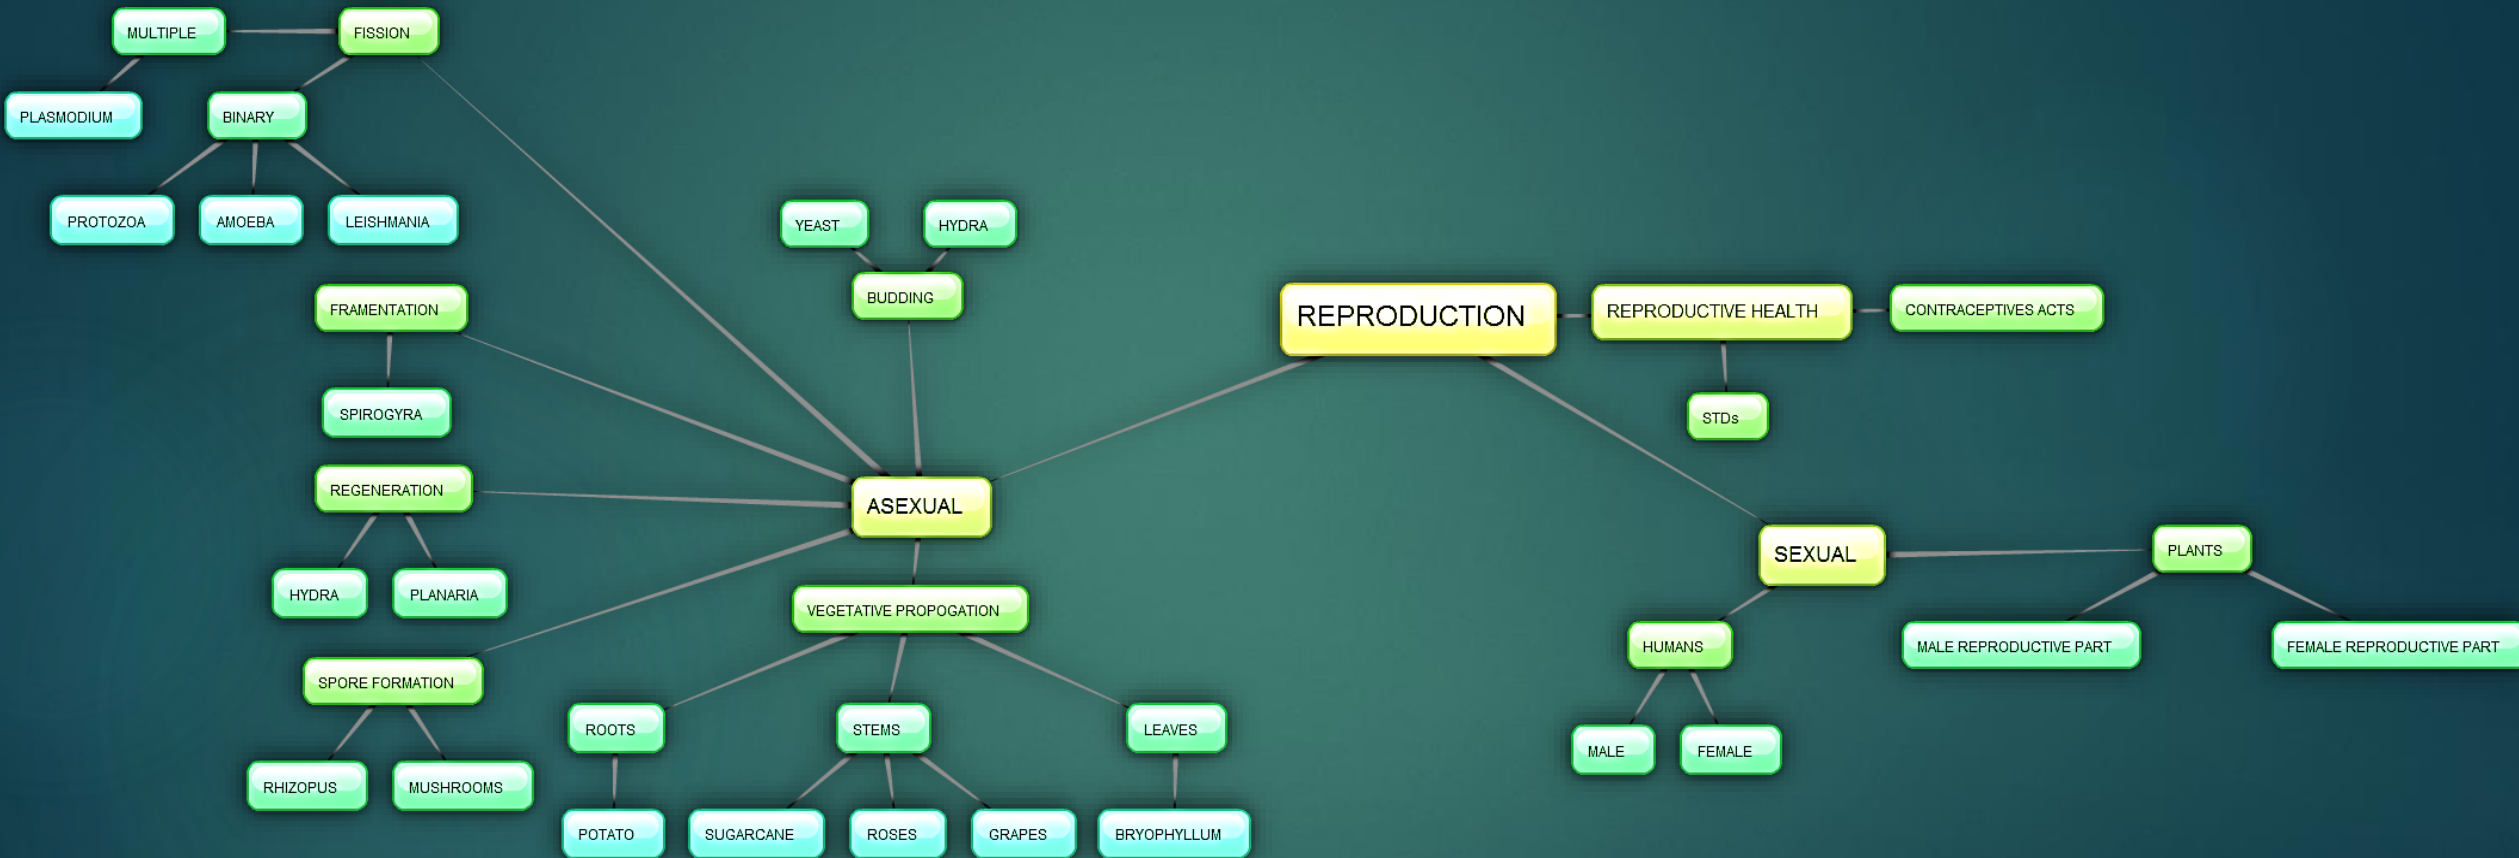 MULTIPLE
FISSION
PLASMODIUM
BINARY
PROTOZOA
AMOEBA
LEISHMANIA
YEAST
HYDRA
BUDDING
FRAMENTATION
SPIROGYRA
REGENERATION
HYDRA
PLANARIA
SPORE FORMATION
RHIZOPUS
MUSHROOMS
ASEXUAL
VEGETATIVE PROPOGATION
ROOTS
STEMS
LEAVES
POTATO
SUGARCANE
ROSES
GRAPES
BRYOPHYLLUM
REPRODUCTION
REPRODUCTIVE HEALTH
CONTRACEPTIVES ACTS
STDs
SEXUAL
PLANTS
HUMANS
MALE REPRODUCTIVE PART
FEMALE REPRODUCTIVE PART
MALE
FEMALE